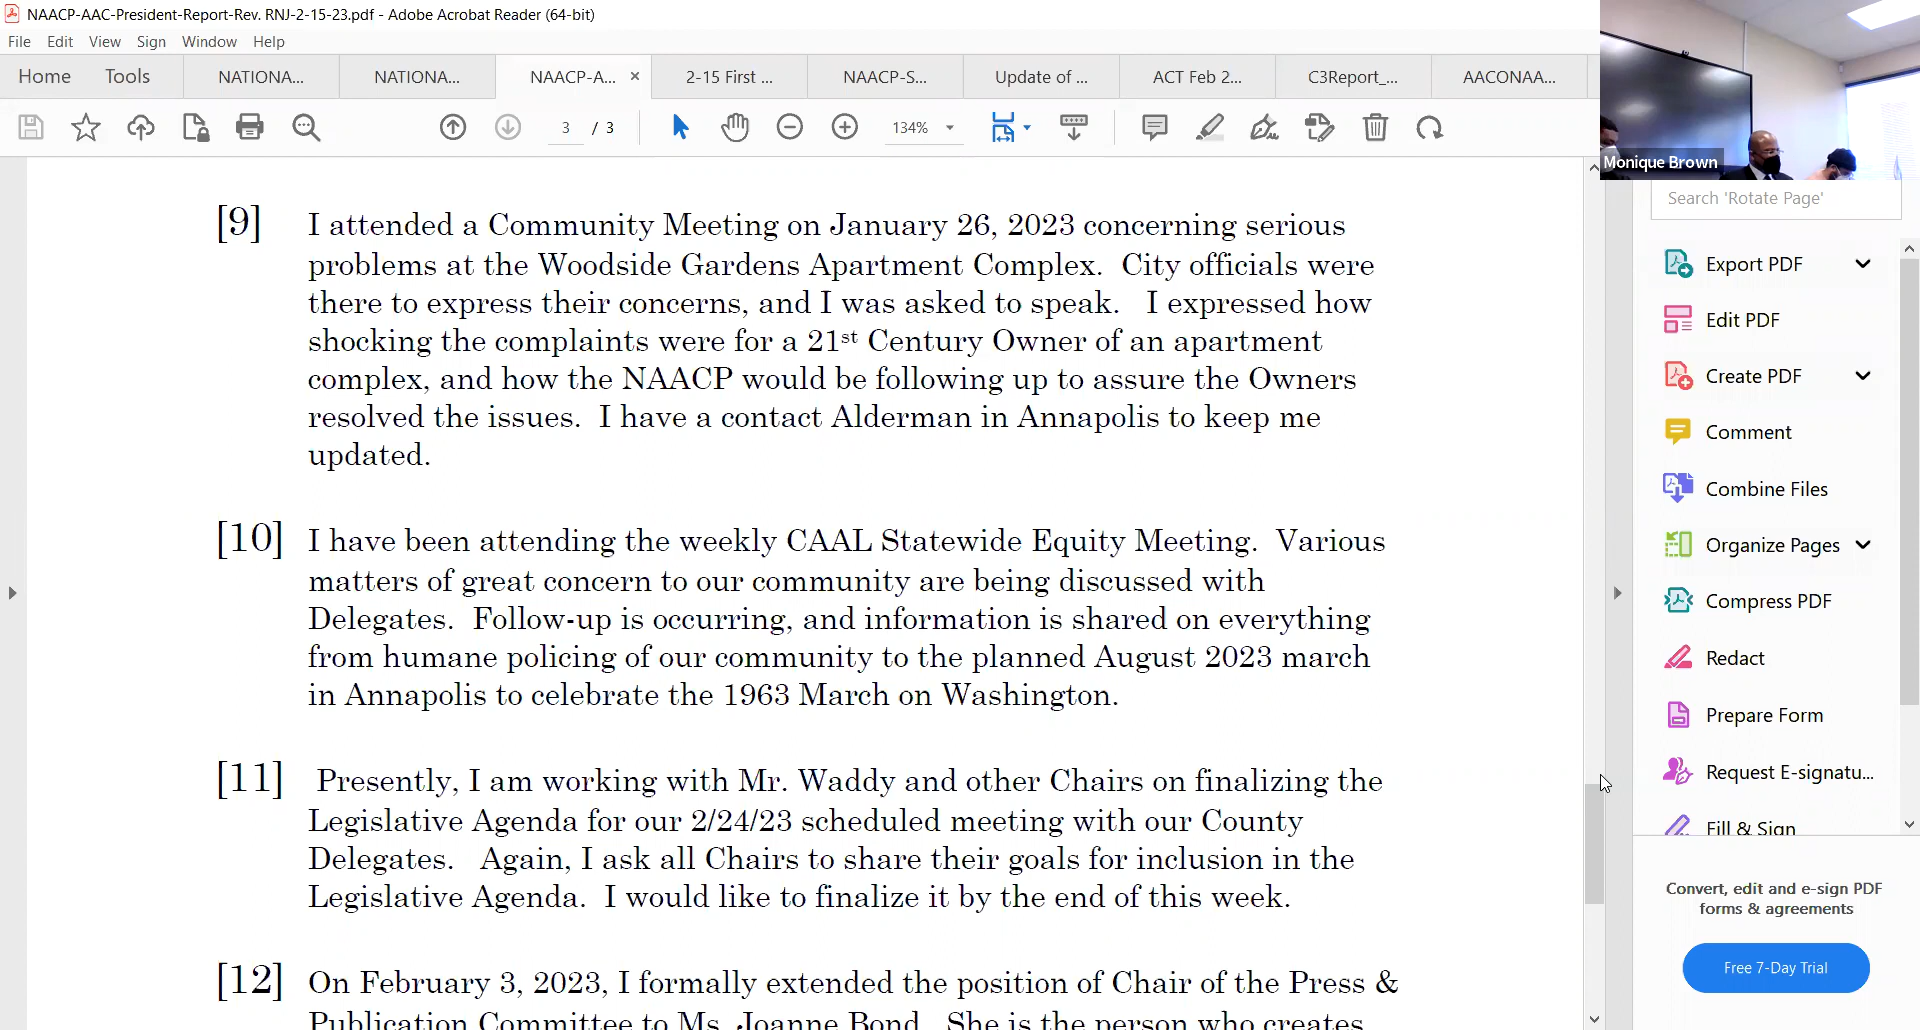 NAACP-AAC-President-Report-Rev. RNJ-2-15-23.pdf - Adobe Acrobat Reader (64-bit)
File Edit View Sign Window Help
Home Tools NATIONA... NATIONA... NAACP-A... × 2-15 First ... NAACP-S... Update of ... ACT Feb 2... C3Report_... AACONAA...
3 / 3 134%
Monique Brown
Search 'Rotate Page'
[9] I attended a Community Meeting on January 26, 2023 concerning serious
problems at the Woodside Gardens Apartment Complex. City officials were
there to express their concerns, and I was asked to speak. I expressed how
shocking the complaints were for a 21st Century Owner of an apartment
complex, and how the NAACP would be following up to assure the Owners
resolved the issues. I have a contact Alderman in Annapolis to keep me
updated.
[10] I have been attending the weekly CAAL Statewide Equity Meeting. Various
matters of great concern to our community are being discussed with
Delegates. Follow-up is occurring, and information is shared on everything
from humane policing of our community to the planned August 2023 march
in Annapolis to celebrate the 1963 March on Washington.
[11] Presently, I am working with Mr. Waddy and other Chairs on finalizing the
Legislative Agenda for our 2/24/23 scheduled meeting with our County
Delegates. Again, I ask all Chairs to share their goals for inclusion in the
Legislative Agenda. I would like to finalize it by the end of this week.
[12] On February 3, 2023, I formally extended the position of Chair of the Press &
Publication Committee to Ms. Joanne Bond. She is the person who creates
Export PDF
Edit PDF
Create PDF
Comment
Combine Files
Organize Pages
Compress PDF
Redact
Prepare Form
Request E-signatu...
Fill & Sign
Convert, edit and e-sign PDF
forms & agreements
Free 7-Day Trial